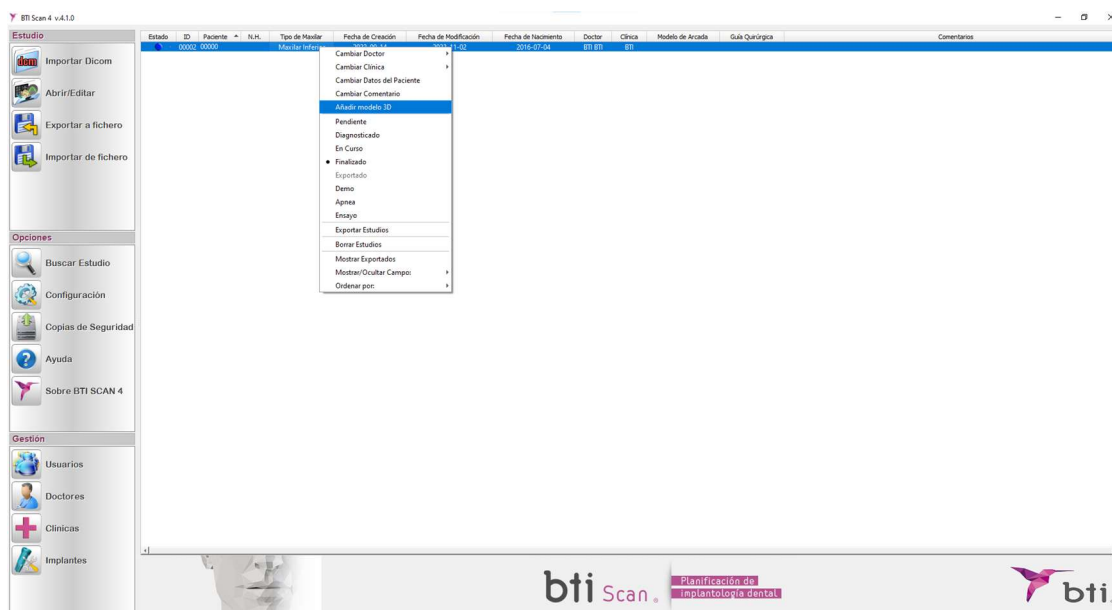 BTI Scan 4 v.4.1.0
Estudio
Importar Dicom
Abrir/Editar
Exportar a fichero
Importar de fichero
Opciones
Buscar Estudio
Configuración
Copias de Seguridad
Ayuda
Sobre BTI SCAN 4
Gestión
Usuarios
Doctores
Clínicas
Implantes
Estado ID Paciente N.H. Tipo de Maxilar Fecha de Creación Fecha de Modificación Fecha de Nacimiento Doctor Clínica Modelo de Arcada Guía Quirúrgica Comentarios
00002 00000 Maxilar Inferior 2016-07-04 BTI BTI BTI
Cambiar Doctor
Cambiar Clínica
Cambiar Datos del Paciente
Cambiar Comentario
Añadir modelo 3D
Pendiente
Diagnosticado
En Curso
Finalizado
Exportado
Demo
Apnea
Ensayo
Exportar Estudios
Borrar Estudios
Mostrar Exportados
Mostrar/Ocultar Campo:
Ordenar por:
bti Scan®
Planificación de
implantología dental
bti